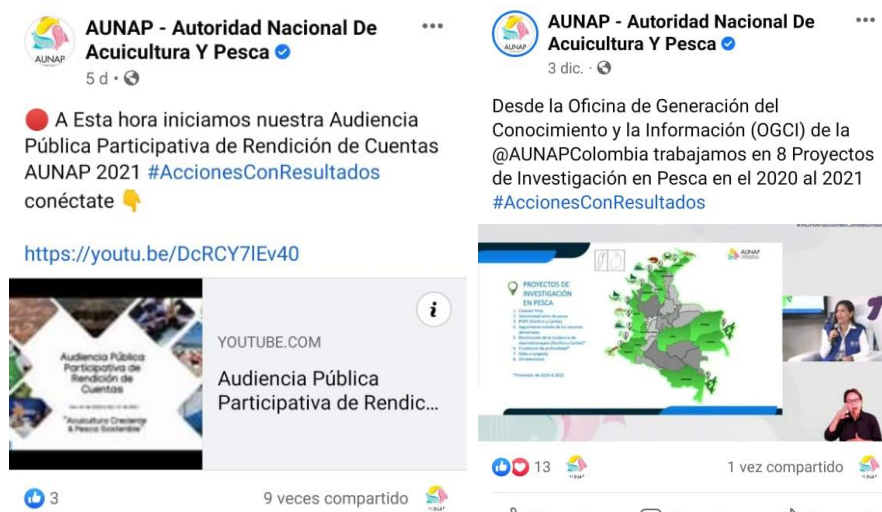 AUNAP - Autoridad Nacional De
Acuicultura Y Pesca
5 d
AUNAP
A Esta hora iniciamos nuestra Audiencia
Pública Participativa de Rendición de Cuentas
AUNAP 2021 #AccionesConResultados
conéctate
https://youtu.be/DcRCY7lEv40
Audiencia Pública
Participativa de
Rendición de
Cuentas
"Acuicultura Creciente
& Pesca Sostenible"
YOUTUBE.COM
Audiencia Pública
Participativa de Rendic...
3
9 veces compartido
AUNAP - Autoridad Nacional De
Acuicultura Y Pesca
3 dic.
AUNAP
Desde la Oficina de Generación del
Conocimiento y la Información (OGCI) de la
@AUNAPColombia trabajamos en 8 Proyectos
de Investigación en Pesca en el 2020 al 2021
#AccionesConResultados
AUNAP
PROYECTOS DE
INVESTIGACIÓN
EN PESCA
13
1 vez compartido